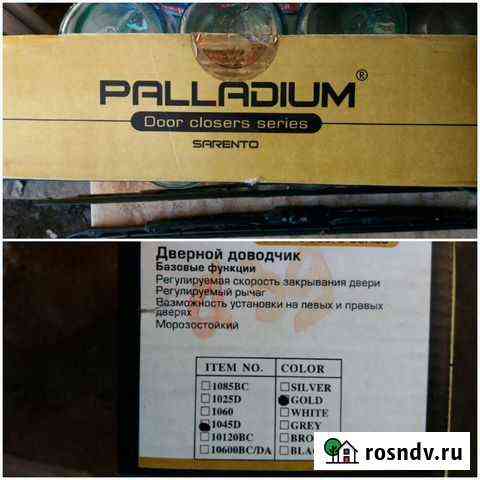 PALLADIUM®
Door closers series
SARENTO
Дверной доводчик
Базовые функции
Регулируемая скорость закрывания двери
Регулируемый рычаг
Возможность установки на левых и правых
дверях
Морозостойкий
ITEM NO. COLOR
1085BC SILVER
1025D GOLD
1060 WHITE
1045D GREY
10120BC BRO
10600BC/DA BLA
rosndv.ru